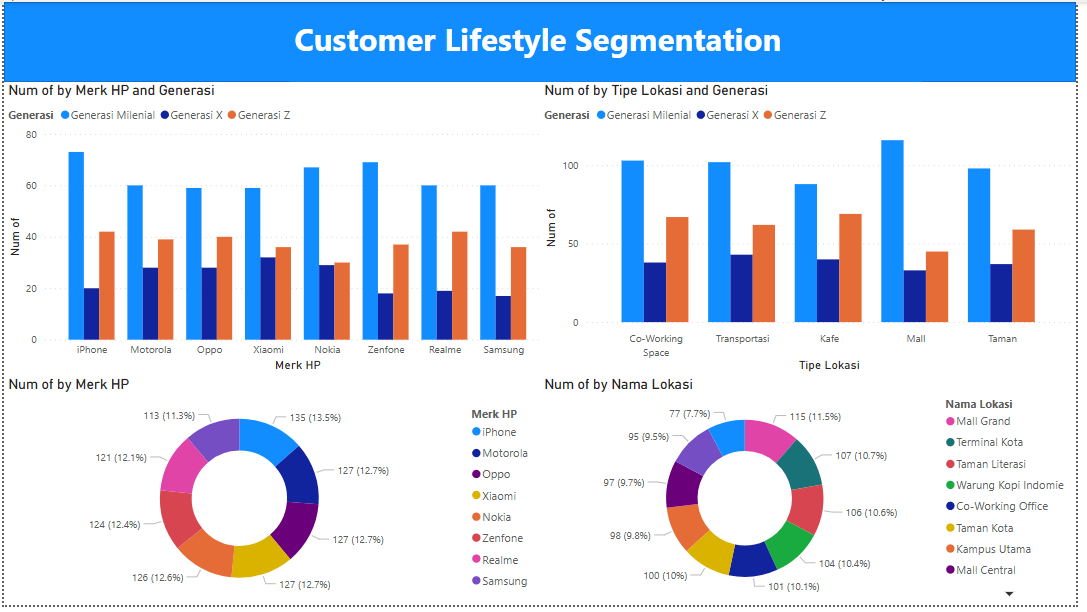 Customer Lifestyle Segmentation
Num of by Merk HP and Generasi
Generasi Generasi Milenial Generasi X Generasi Z
80
60
40
20
0
Num of
iPhone Motorola Oppo Xiaomi Nokia Zenfone Realme Samsung
Merk HP
Num of by Tipe Lokasi and Generasi
Generasi Generasi Milenial Generasi X Generasi Z
100
50
0
Num of
Co-Working Transportasi Kafe Mall Taman
Space
Tipe Lokasi
Num of by Merk HP
113 (11.3%) 135 (13.5%)
121 (12.1%) 127 (12.7%)
124 (12.4%) 127 (12.7%)
126 (12.6%) 127 (12.7%)
Merk HP
iPhone
Motorola
Oppo
Xiaomi
Nokia
Zenfone
Realme
Samsung
Num of by Nama Lokasi
77 (7.7%) 115 (11.5%)
95 (9.5%) 107 (10.7%)
97 (9.7%) 106 (10.6%)
98 (9.8%) 104 (10.4%)
100 (10%) 101 (10.1%)
Nama Lokasi
Mall Grand
Terminal Kota
Taman Literasi
Warung Kopi Indomie
Co-Working Office
Taman Kota
Kampus Utama
Mall Central